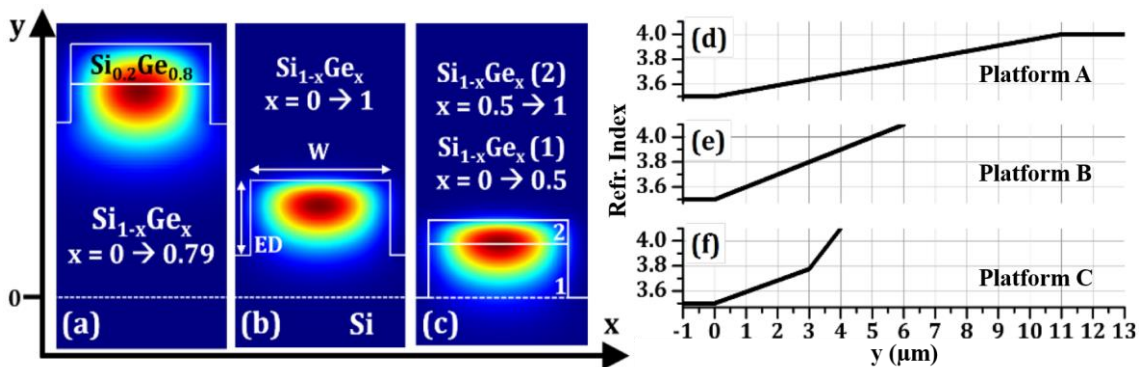 y
0
x
Si0.2Ge0.8
Si1-xGex
x = 0 → 0.79
(a)
Si1-xGex
x = 0 → 1
W
ED
Si
(b)
Si1-xGex (2)
x = 0.5 → 1
Si1-xGex (1)
x = 0 → 0.5
2
1
(c)
Refr. Index
4.0
3.8
3.6
(d)
Platform A
4.0
3.8
3.6
(e)
Platform B
4.0
3.8
3.6
(f)
Platform C
-1 0 1 2 3 4 5 6 7 8 9 10 11 12 13
y (μm)